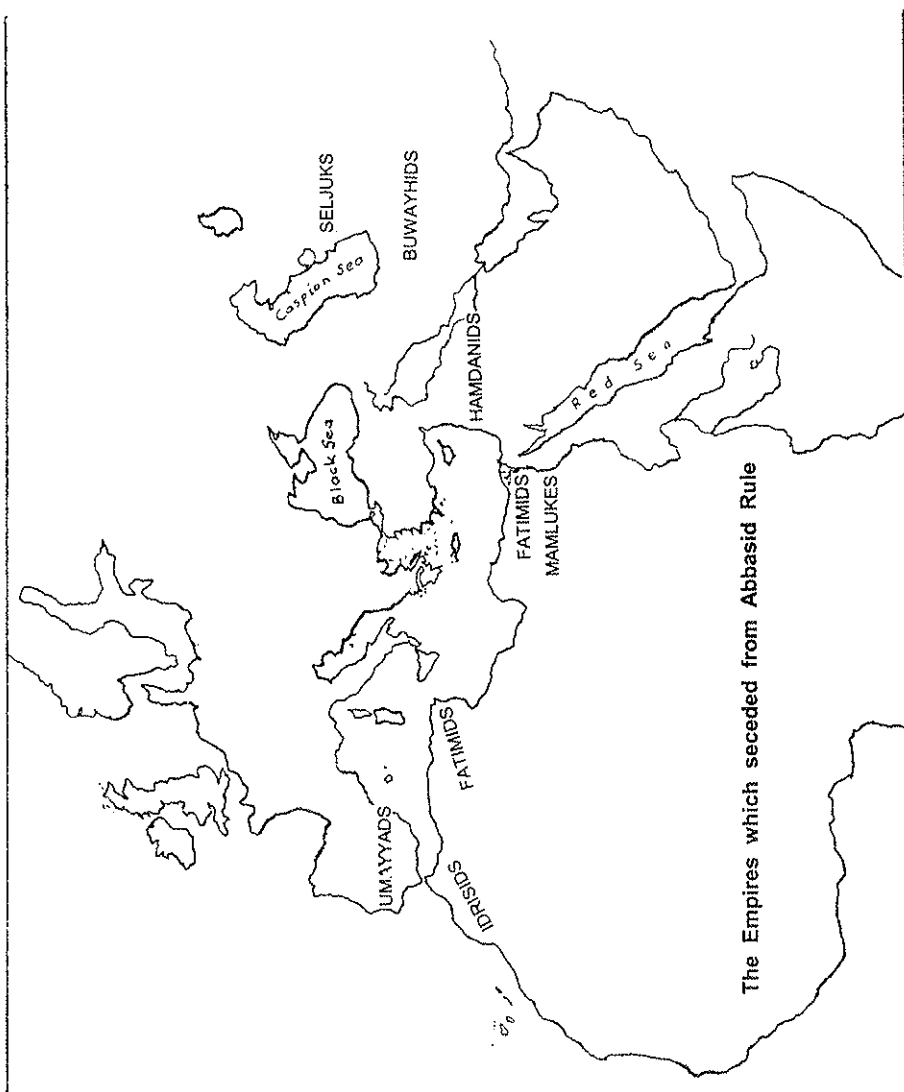 SELJUKS
Caspion Sea
BUWAYHIDS
Black Sea
HAMDANIDS
UMAYYADS
FATIMIDS
IDRISIDS
FATIMIDS
MAMLUKES
Red Sea
The Empires which seceded from Abbasid Rule